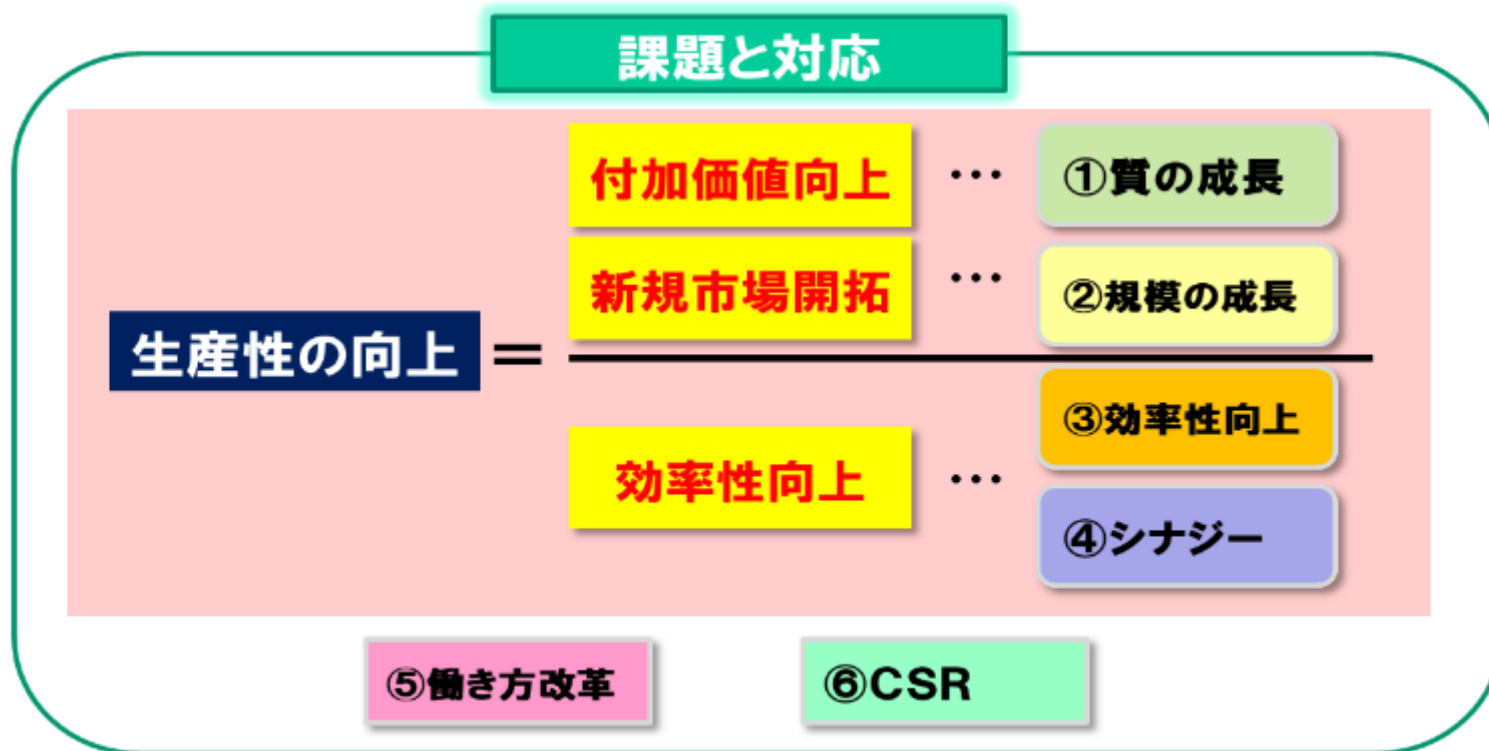 課題と対応
付加価値向上 … ①質の成長
新規市場開拓 … ②規模の成長
生産性の向上 =
効率性向上 … ③効率性向上
④シナジー
⑤働き方改革 ⑥CSR